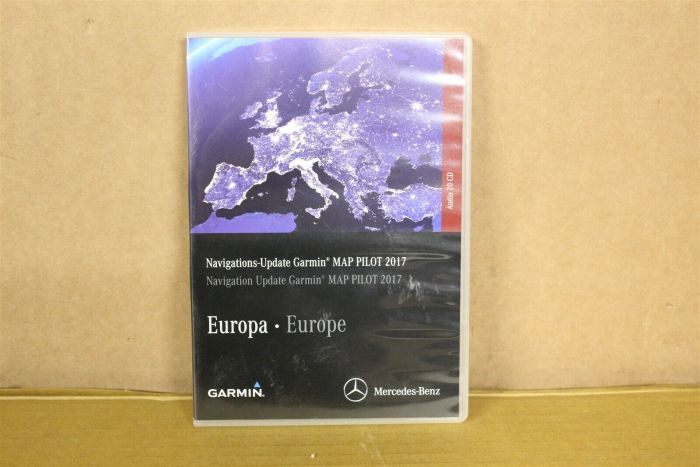 Audio 20 CD
Navigations-Update Garmin® MAP PILOT 2017
Navigation Update Garmin® MAP PILOT 2017
Europa · Europe
GARMIN
Mercedes-Benz